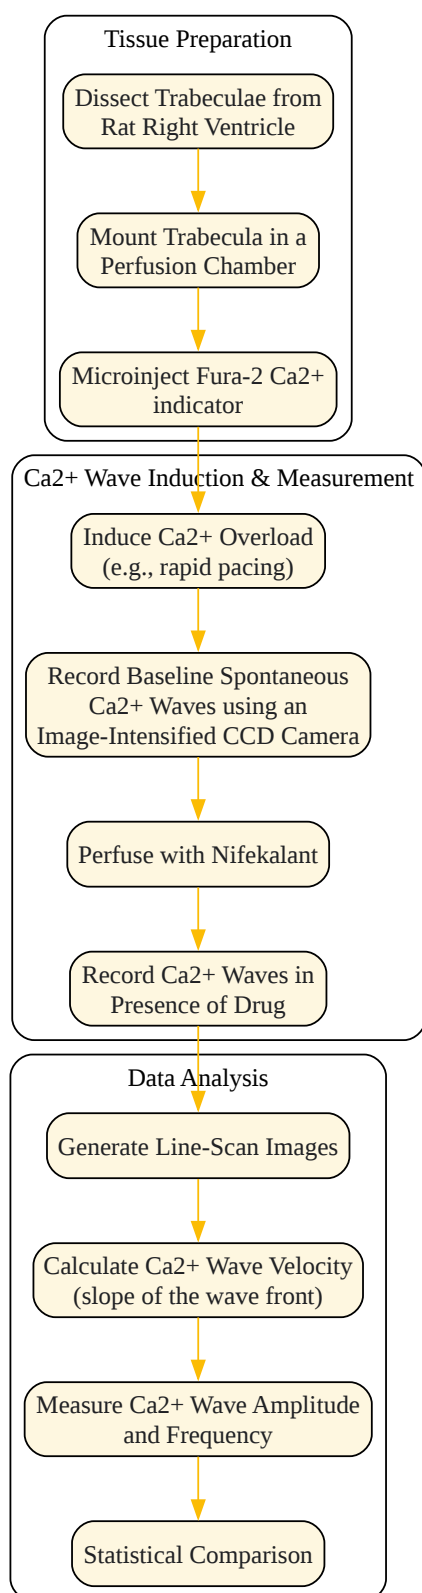 Tissue Preparation
Dissect Trabeculae from
Rat Right Ventricle
Mount Trabecula in a
Perfusion Chamber
Microinject Fura-2 Ca2+
indicator
Ca2+ Wave Induction & Measurement
Induce Ca2+ Overload
(e.g., rapid pacing)
Record Baseline Spontaneous
Ca2+ Waves using an
Image-Intensified CCD Camera
Perfuse with Nifekalant
Record Ca2+ Waves in
Presence of Drug
Data Analysis
Generate Line-Scan Images
Calculate Ca2+ Wave Velocity
(slope of the wave front)
Measure Ca2+ Wave Amplitude
and Frequency
Statistical Comparison